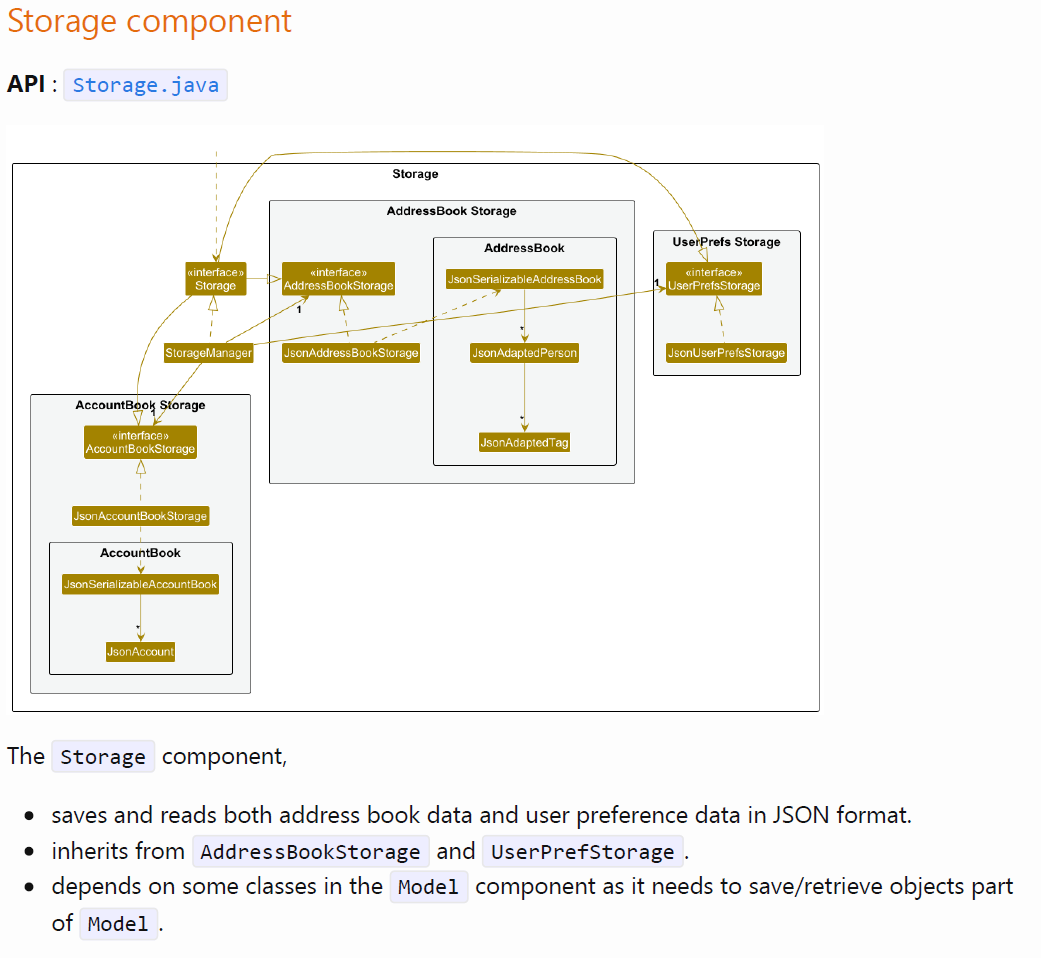 Storage component
API : Storage.java
Storage
AddressBook Storage
AddressBook
UserPrefs Storage
«interface»
Storage
«interface»
AddressBookStorage
JsonSerializableAddressBook
«interface»
UserPrefsStorage
1
1
*
StorageManager
JsonAddressBookStorage
JsonAdaptedPerson
JsonUserPrefsStorage
AccountBook Storage
1
*
«interface»
AccountBookStorage
JsonAdaptedTag
JsonAccountBookStorage
AccountBook
JsonSerializableAccountBook
*
JsonAccount
The Storage component,
• saves and reads both address book data and user preference data in JSON format.
• inherits from AddressBookStorage and UserPrefStorage.
• depends on some classes in the Model component as it needs to save/retrieve objects part
of Model.